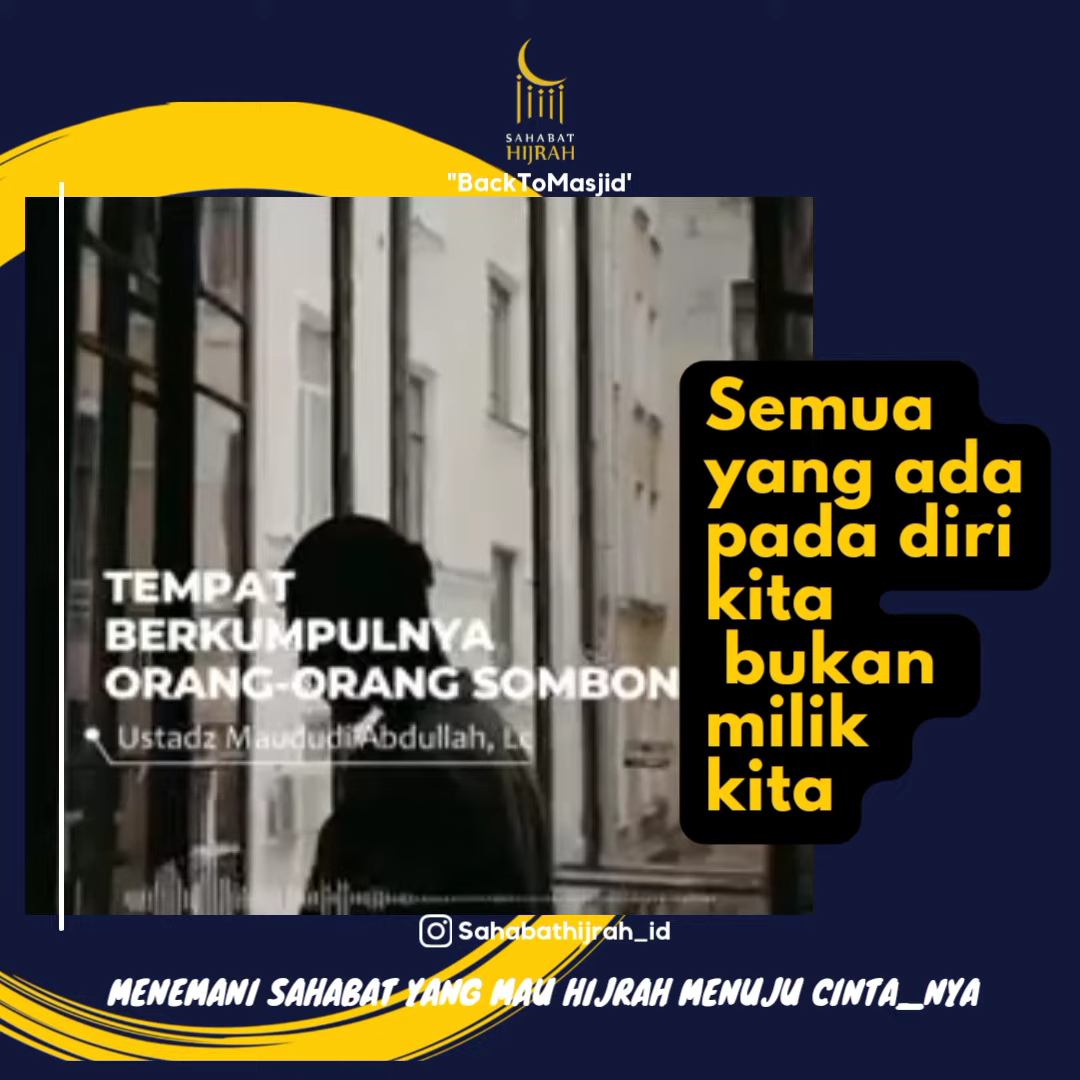 SAHABAT
HIJRAH
"BackToMasjid'
TEMPAT
BERKUMPULNYA
ORANG-ORANG SOMBON
Ustadz Maududi Abdullah, Lc
Semua
yang ada
pada diri
kita
bukan
milik
kita
Sahabathijrah_id
MENEMANI SAHABAT YANG MAU HIJRAH MENUJU CINTA_NYA